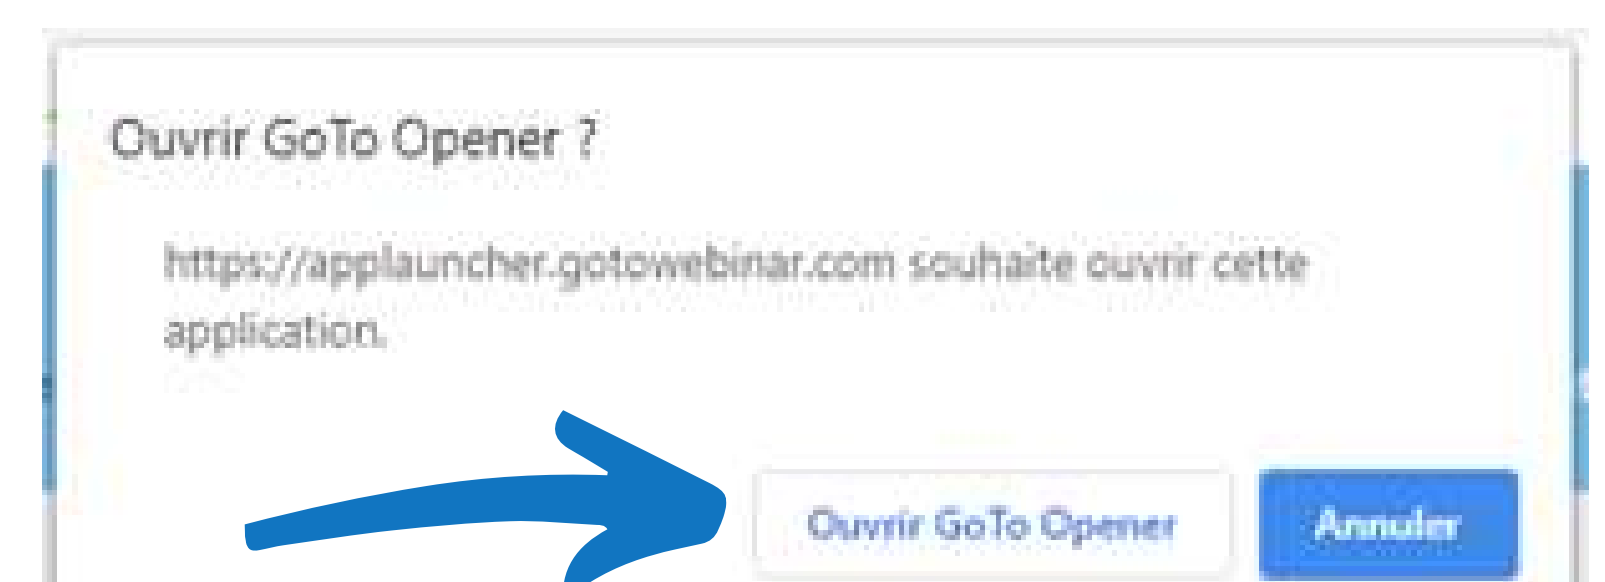 Ouvrir GoTo Opener ?
https://applauncher.gotowebinar.com souhaite ouvrir cette
application.
Ouvrir GoTo Opener
Annuler